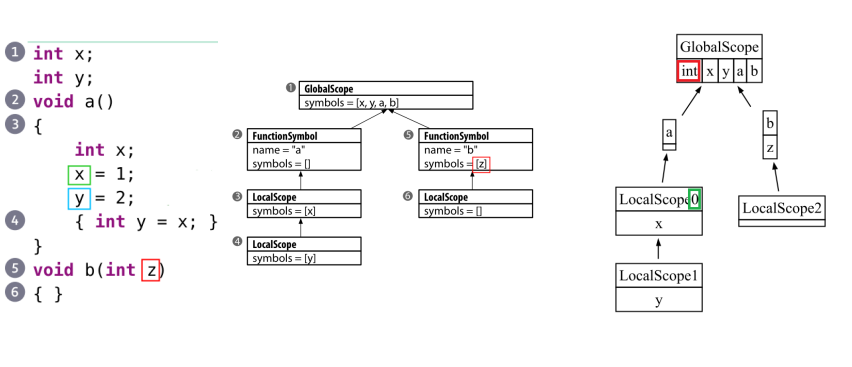 1 int x;
int y;
2 void a()
3 {
int x;
x = 1;
y = 2;
4 { int y = x; }
}
5 void b(int z)
6 { }
1 GlobalScope
symbols = [x, y, a, b]
2 FunctionSymbol
name = "a"
symbols = []
5 FunctionSymbol
name = "b"
symbols = [z]
3 LocalScope
symbols = [x]
6 LocalScope
symbols = []
4 LocalScope
symbols = [y]
GlobalScope
int x y a b
a
b
z
LocalScope0
x
LocalScope2
LocalScope1
y